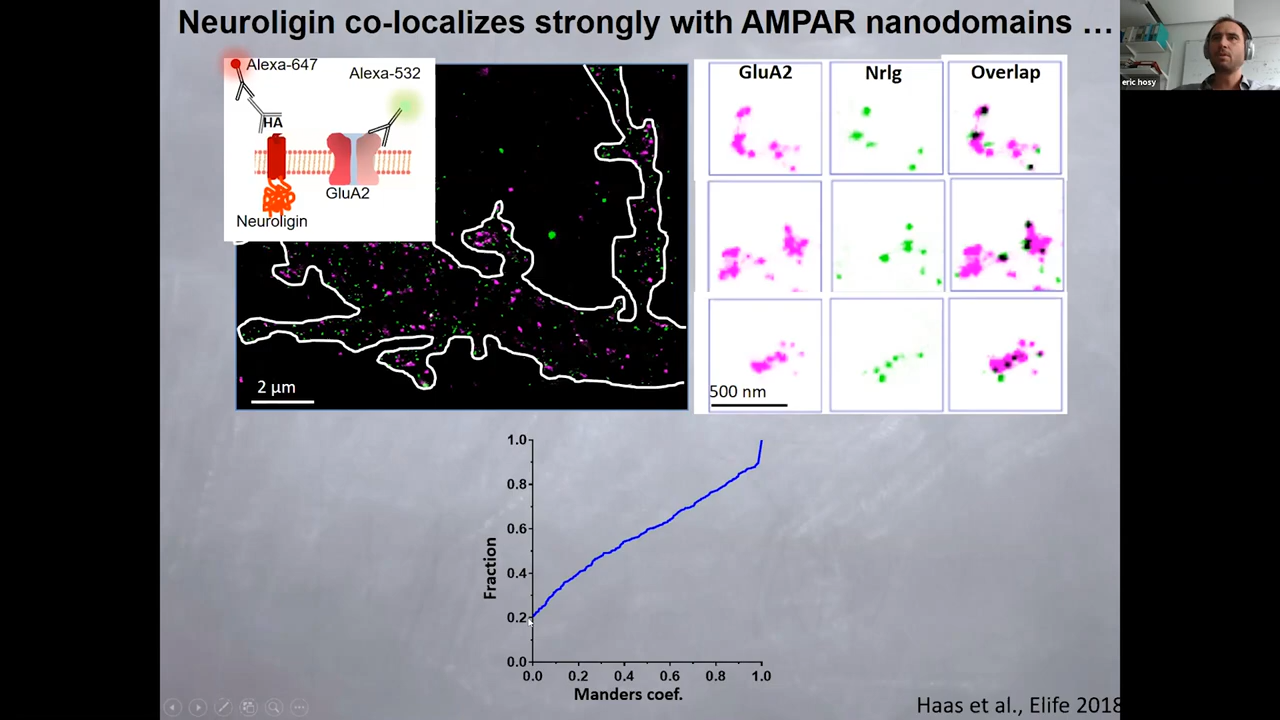 Neuroligin co-localizes strongly with AMPAR nanodomains ...
eric hosy
Alexa-647
Alexa-532
HA
GluA2
Neuroligin
2 µm
GluA2
Nrlg
Overlap
500 nm
1.0
0.8
0.6
0.4
0.2
0.0
Fraction
0.0 0.2 0.4 0.6 0.8 1.0
Manders coef.
Haas et al., Elife 2018